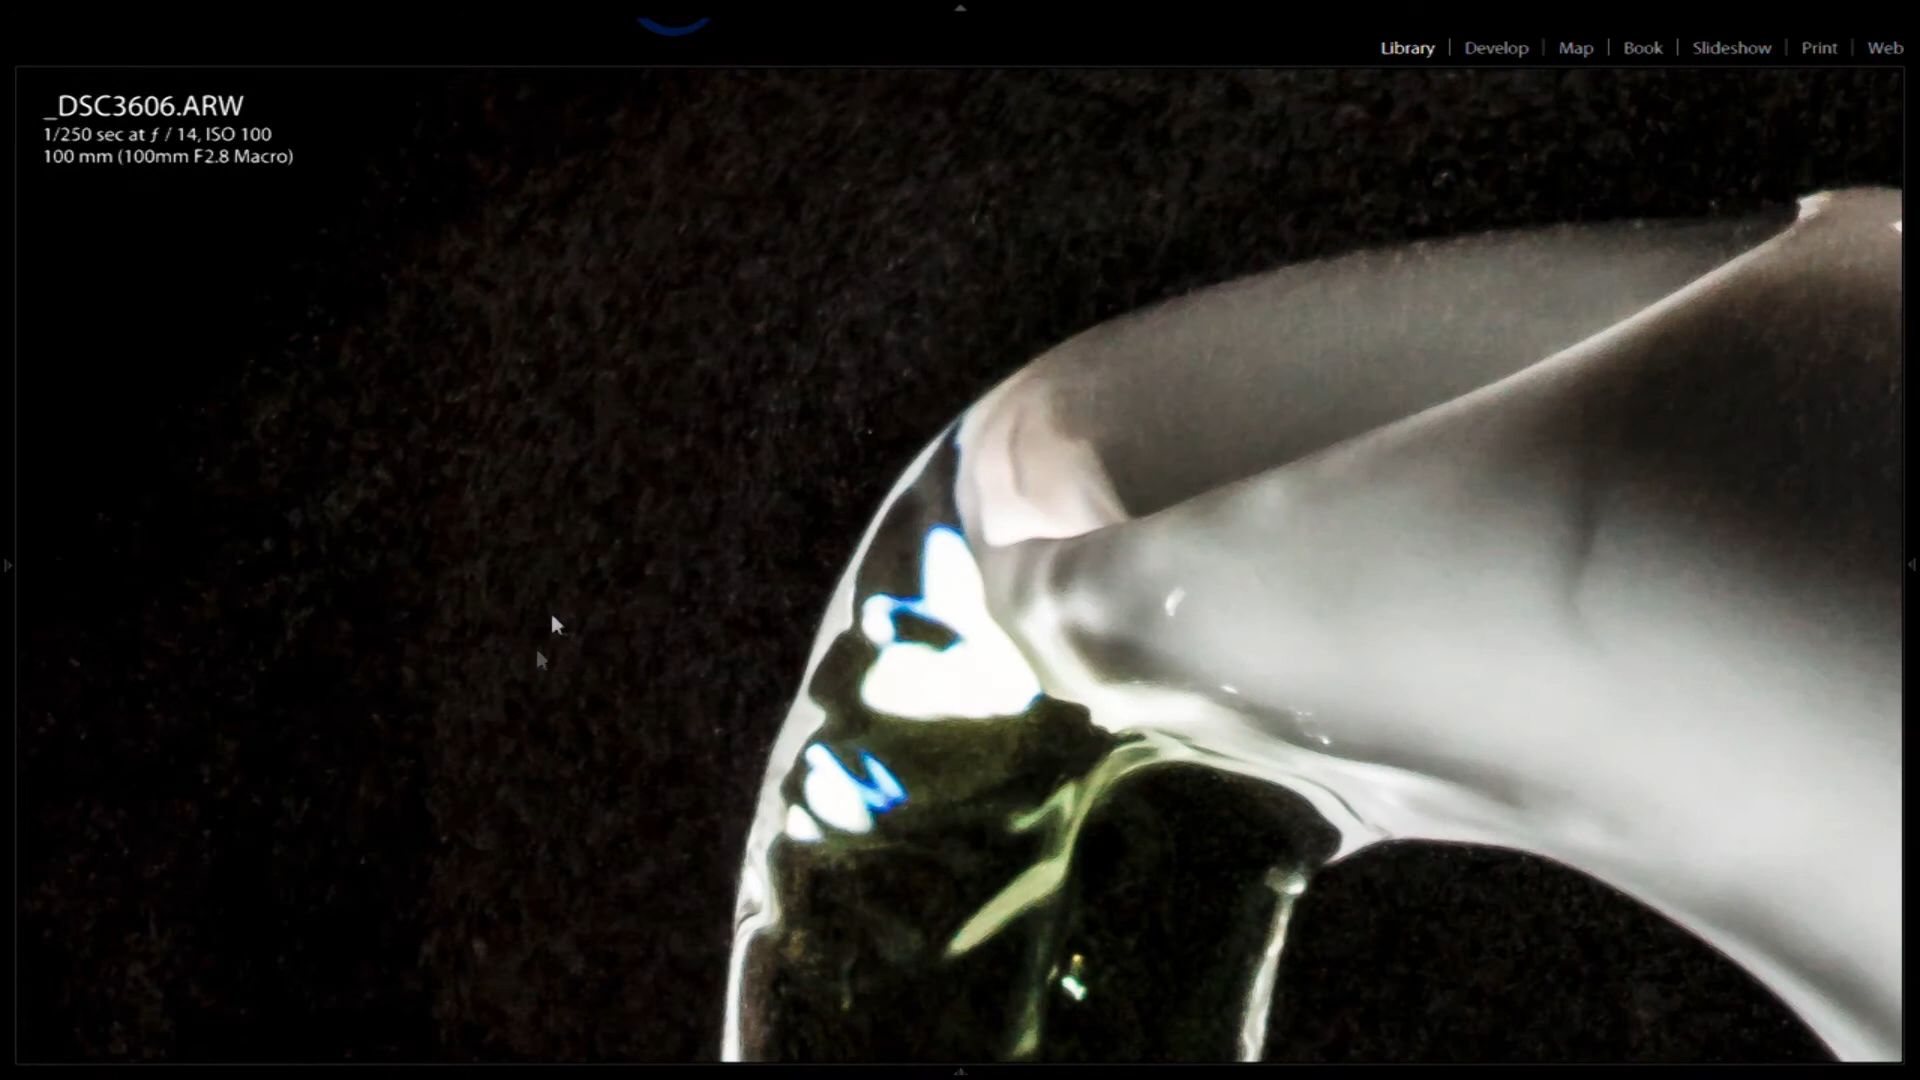 Library | Develop | Map | Book | Slideshow | Print | Web
_DSC3606.ARW
1/250 sec at ƒ / 14, ISO 100
100 mm (100mm F2.8 Macro)